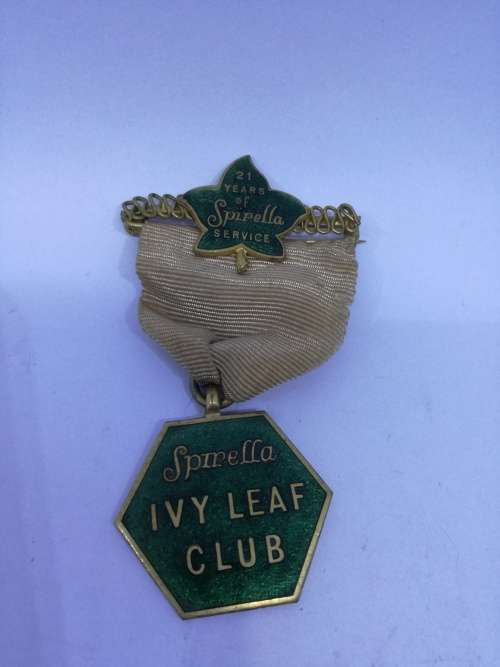 21
YEARS
of
Spirella
SERVICE
Spirella
IVY LEAF
CLUB